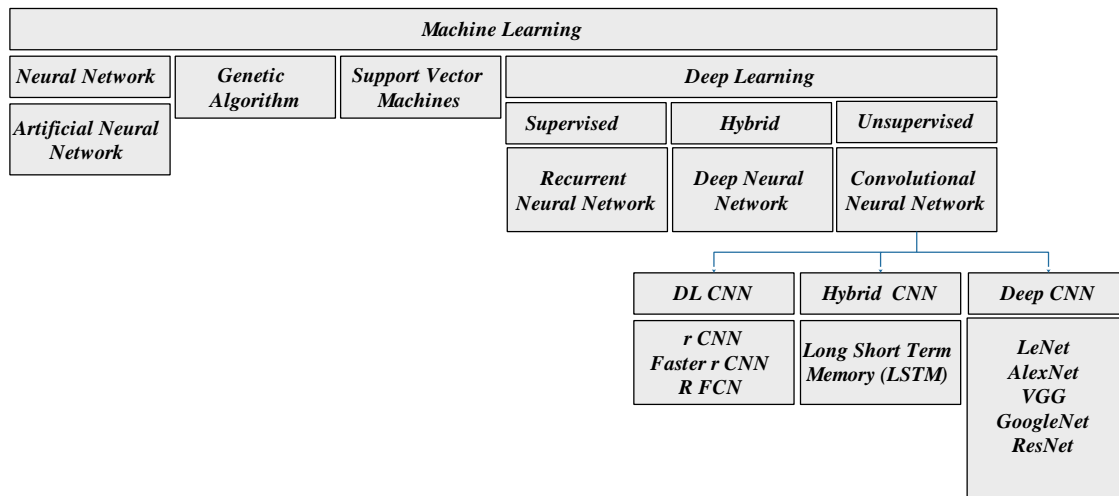 Machine Learning
Neural Network
Genetic
Algorithm
Support Vector
Machines
Deep Learning
Artificial Neural
Network
Supervised
Hybrid
Unsupervised
Recurrent
Neural Network
Deep Neural
Network
Convolutional
Neural Network
DL CNN
Hybrid CNN
Deep CNN
r CNN
Faster r CNN
R FCN
Long Short Term
Memory (LSTM)
LeNet
AlexNet
VGG
GoogleNet
ResNet